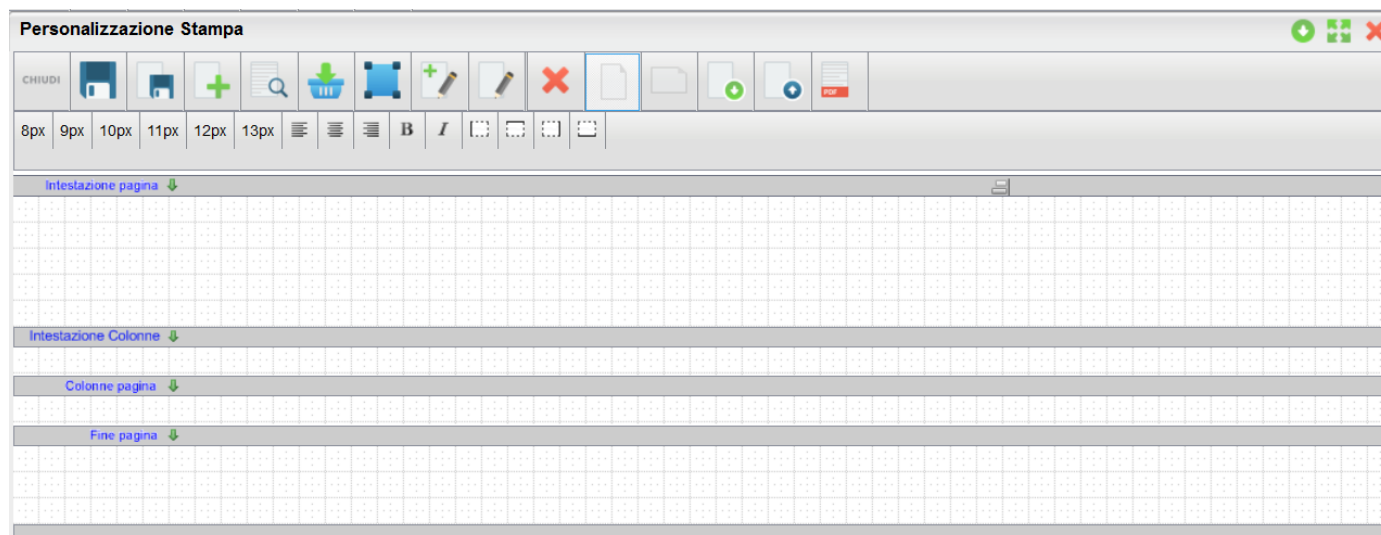 Personalizzazione Stampa
CHIUDI
PDF
8px 9px 10px 11px 12px 13px B I
Intestazione pagina
Intestazione Colonne
Colonne pagina
Fine pagina